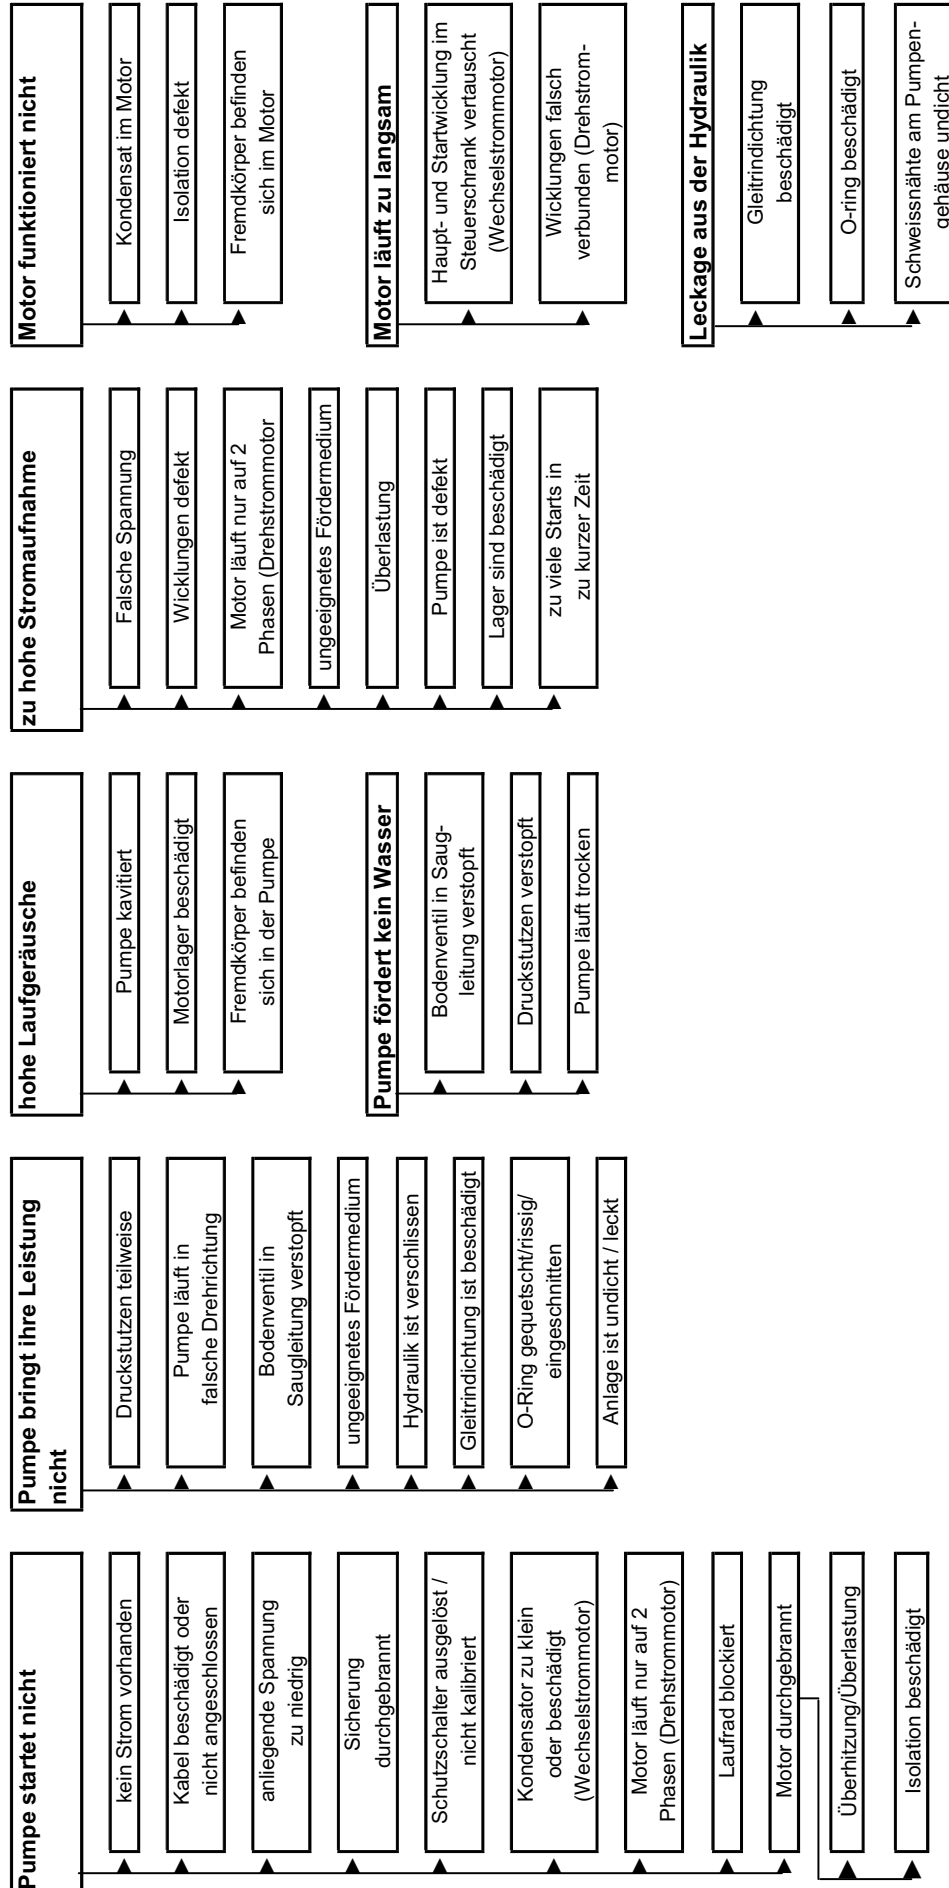 Pumpe startet nicht
kein Strom vorhanden
Kabel beschädigt oder
nicht angeschlossen
anliegende Spannung
zu niedrig
Sicherung
durchgebrannt
Schutzschalter ausgelöst /
nicht kalibriert
Kondensator zu klein
oder beschädigt
(Wechselstrommotor)
Motor läuft nur auf 2
Phasen (Drehstrommotor)
Laufrad blockiert
Motor durchgebrannt
Überhitzung/Überlastung
Isolation beschädigt
Pumpe bringt ihre Leistung
nicht
Druckstutzen teilweise
Pumpe läuft in
falsche Drehrichtung
Bodenventil in
Saugleitung verstopft
ungeeignetes Fördermedium
Hydraulik ist verschlissen
Gleitrindichtung ist beschädigt
O-Ring gequetscht/rissig/
eingeschnitten
Anlage ist undicht / leckt
hohe Laufgeräusche
Pumpe kavitiert
Motorlager beschädigt
Fremdkörper befinden
sich in der Pumpe
Pumpe fördert kein Wasser
Bodenventil in Saug-
leitung verstopft
Druckstutzen verstopft
Pumpe läuft trocken
zu hohe Stromaufnahme
Falsche Spannung
Wicklungen defekt
Motor läuft nur auf 2
Phasen (Drehstrommotor
ungeeignetes Fördermedium
Überlastung
Pumpe ist defekt
Lager sind beschädigt
zu viele Starts in
zu kurzer Zeit
Motor funktioniert nicht
Kondensat im Motor
Isolation defekt
Fremdkörper befinden
sich im Motor
Motor läuft zu langsam
Haupt- und Startwicklung im
Steuerschrank vertauscht
(Wechselstrommotor)
Wicklungen falsch
verbunden (Drehstrom-
motor)
Leckage aus der Hydraulik
Gleitrindichtung
beschädigt
O-ring beschädigt
Schweissnähte am Pumpen-
gehäuse undicht